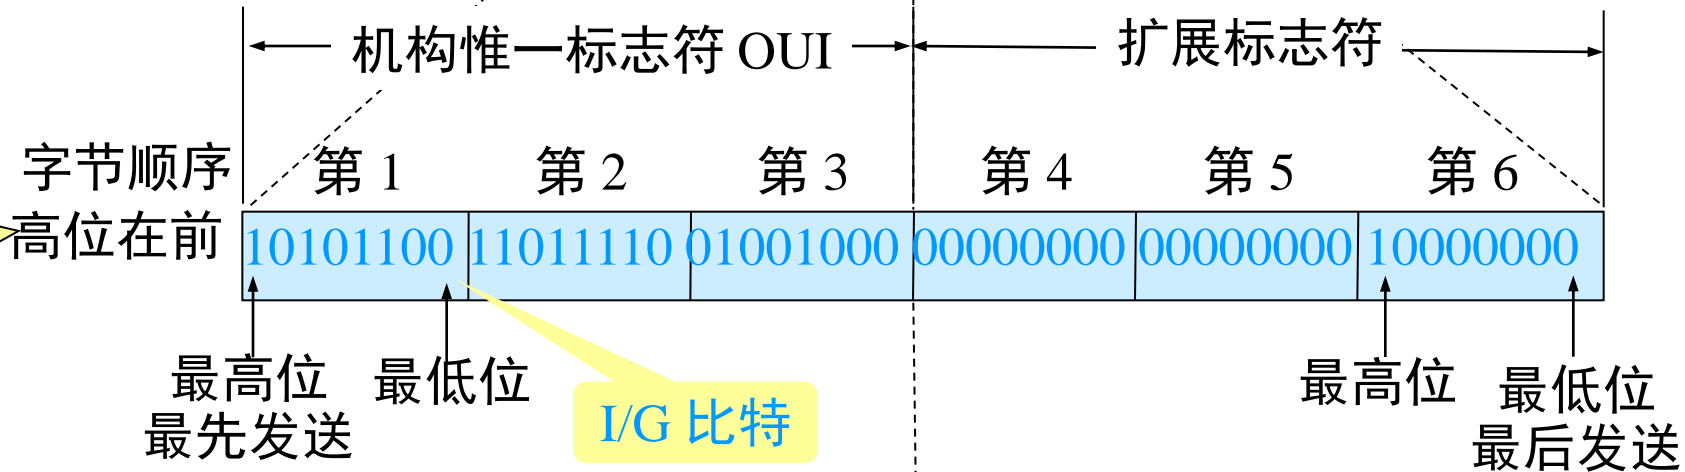 机构惟一标志符 OUI 扩展标志符
字节顺序 第 1 第 2 第 3 第 4 第 5 第 6
高位在前 10101100 11011110 01001000 00000000 00000000 10000000
最高位 最低位 最高位 最低位
最先发送 I/G 比特 最后发送